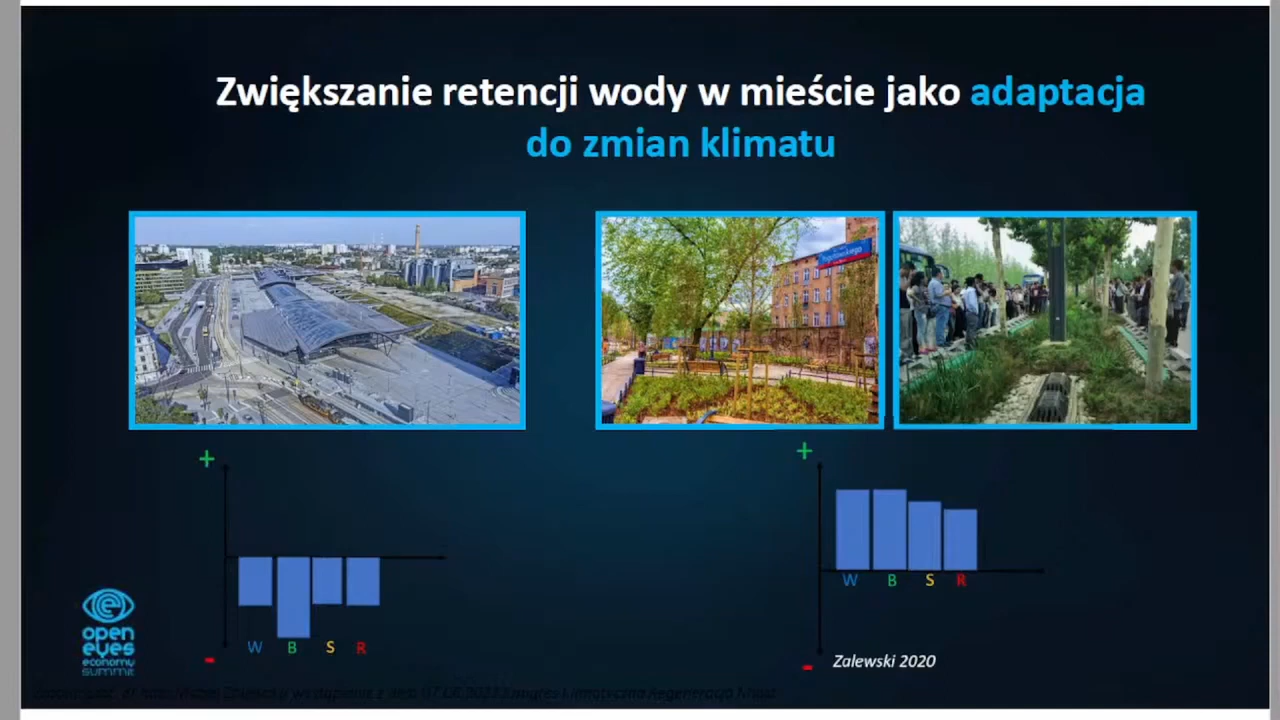 Zwiększanie retencji wody w mieście jako adaptacja
do zmian klimatu
+
W B S R
-
+
W B S R
-
Zalewski 2020
open
eyes
economy
summit